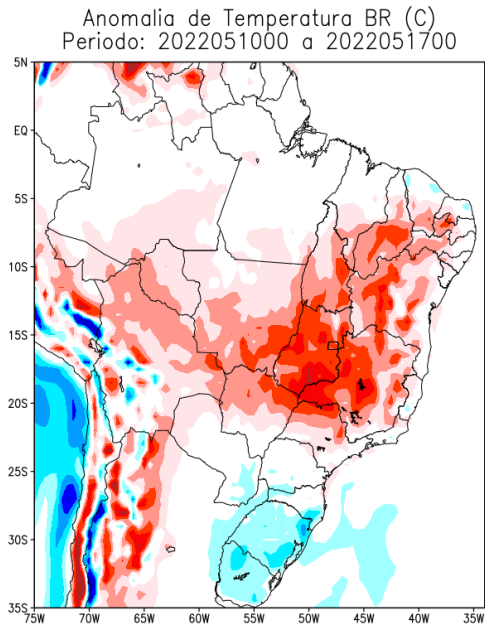 Anomalia de Temperatura BR (C)
Periodo: 2022051000 a 2022051700
5N
EQ
5S
10S
15S
20S
25S
30S
35S
75W 70W 65W 60W 55W 50W 45W 40W 35W